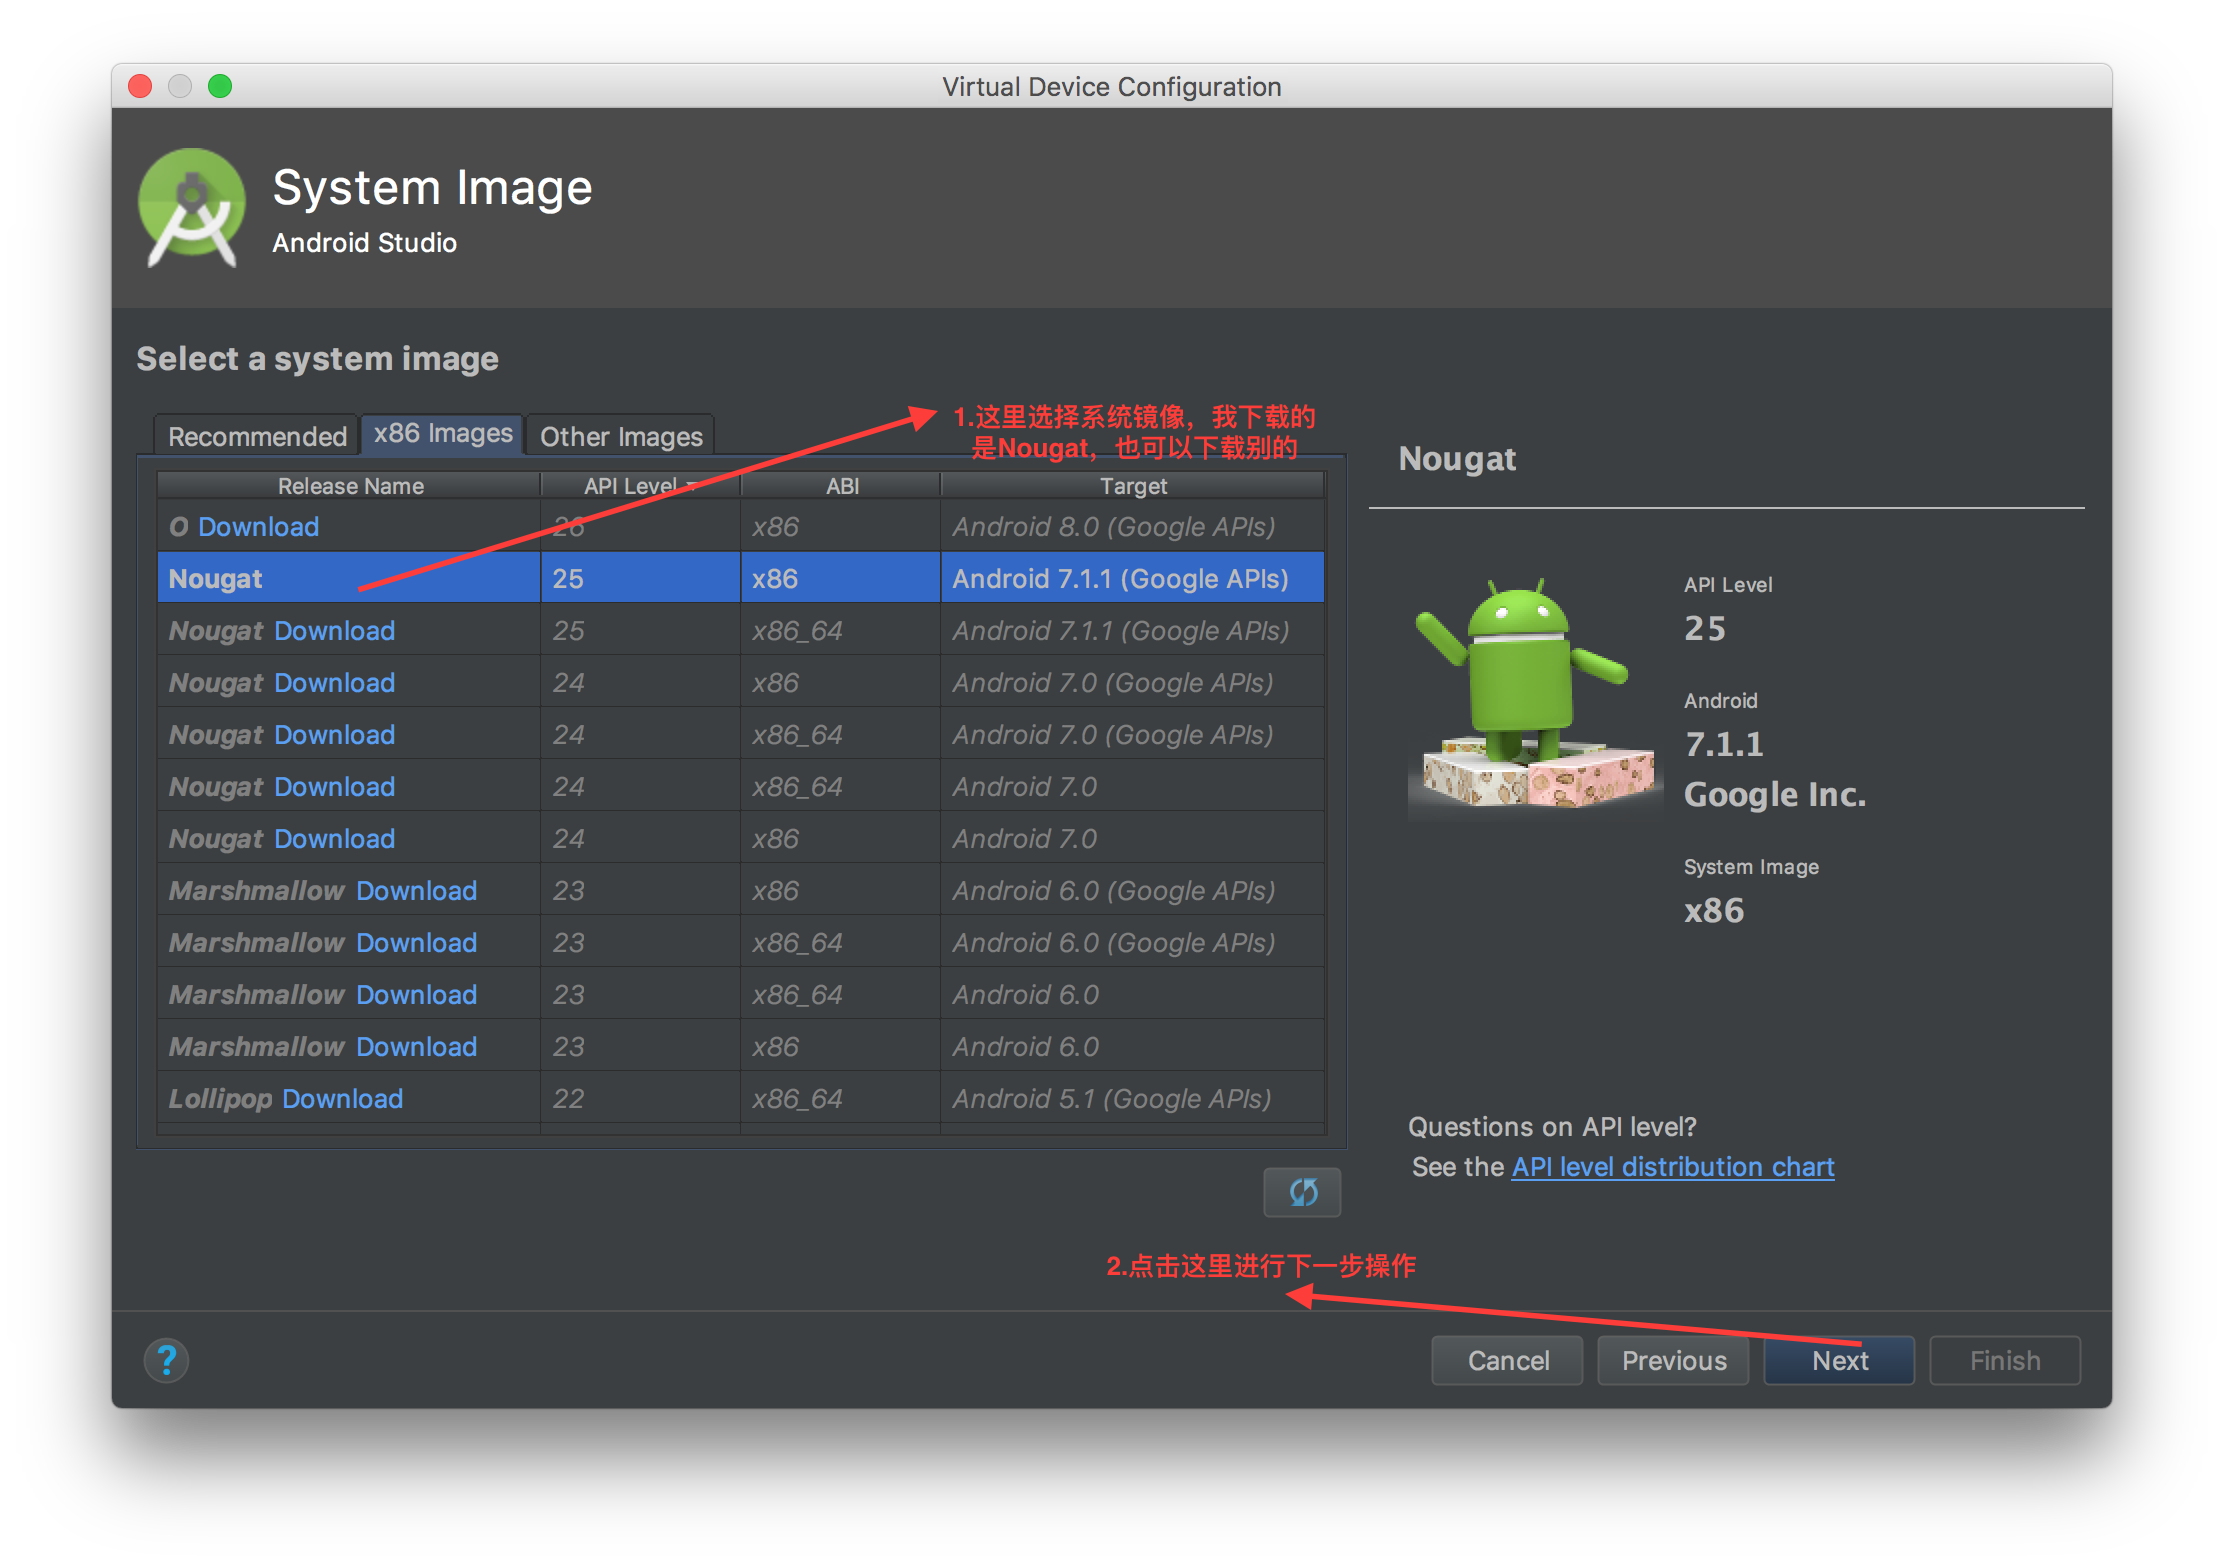 Virtual Device Configuration
System Image
Android Studio
Select a system image
Recommended x86 Images Other Images
1.这里选择系统镜像，我下载的
是Nougat，也可以下载别的
Release Name API Level ABI Target
O Download 26 x86 Android 8.0 (Google APIs)
Nougat 25 x86 Android 7.1.1 (Google APIs)
Nougat Download 25 x86_64 Android 7.1.1 (Google APIs)
Nougat Download 24 x86 Android 7.0 (Google APIs)
Nougat Download 24 x86_64 Android 7.0 (Google APIs)
Nougat Download 24 x86_64 Android 7.0
Nougat Download 24 x86 Android 7.0
Marshmallow Download 23 x86 Android 6.0 (Google APIs)
Marshmallow Download 23 x86_64 Android 6.0 (Google APIs)
Marshmallow Download 23 x86_64 Android 6.0
Marshmallow Download 23 x86 Android 6.0
Lollipop Download 22 x86_64 Android 5.1 (Google APIs)
Nougat
API Level
25
Android
7.1.1
Google Inc.
System Image
x86
Questions on API level?
See the API level distribution chart
2.点击这里进行下一步操作
? Cancel Previous Next Finish